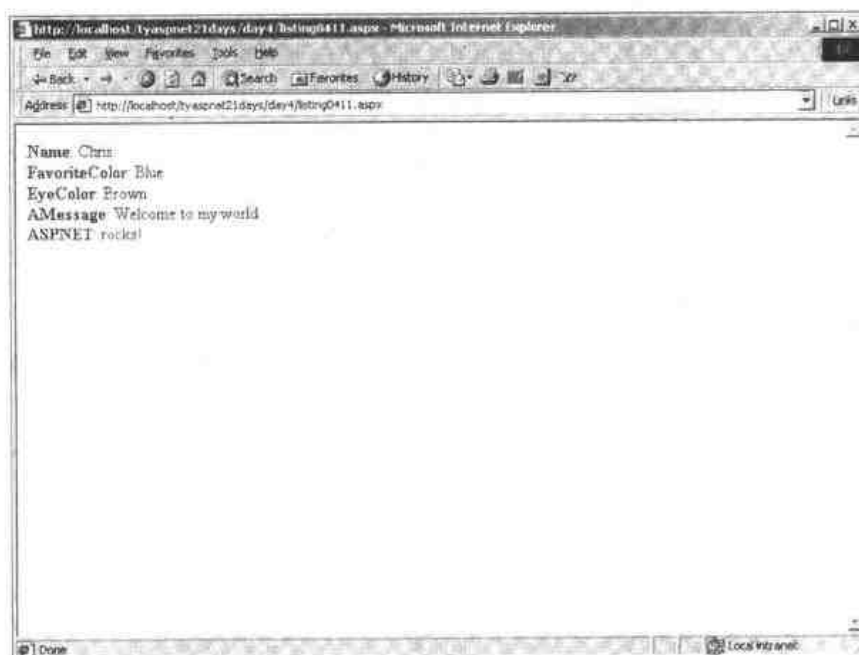 http://localhost/tyaspnet21days/day4/listing0411.aspx - Microsoft Internet Explorer
File Edit View Favorites Tools Help
Back Search Favorites History
Address http://localhost/tyaspnet21days/day4/listing0411.aspx Links
Name: Chris
FavoriteColor: Blue
EyeColor: Brown
AMessage: Welcome to my world
ASPNET: rocks!
Done Local intranet